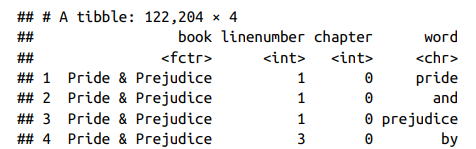 ## # A tibble: 122,204 × 4
## book linenumber chapter word
## <fctr> <int> <int> <chr>
## 1 Pride & Prejudice 1 0 pride
## 2 Pride & Prejudice 1 0 and
## 3 Pride & Prejudice 1 0 prejudice
## 4 Pride & Prejudice 3 0 by